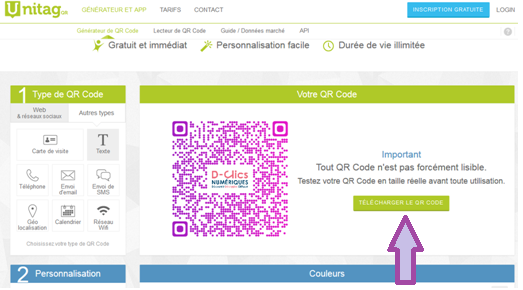 Unitag QR
GÉNÉRATEUR ET APP TARIFS CONTACT INSCRIPTION GRATUITE LOGIN
Générateur de QR Code Lecteur de QR Code Guide / Données marché API
Gratuit et immédiat Personnalisation facile Durée de vie illimitée
1 Type de QR Code
Web
& réseaux sociaux
Autres types
Carte de visite
Texte
Téléphone
Envoi
d'email
Envoi de
SMS
Géo
localisation
Calendrier
Réseau
Wifi
Choisissez votre type de QR Code
2 Personnalisation
Votre QR Code
D-Clics
NUMÉRIQUES
Important
Tout QR Code n'est pas forcément lisible.
Testez votre QR Code en taille réelle avant toute utilisation.
TÉLÉCHARGER LE QR CODE
Couleurs